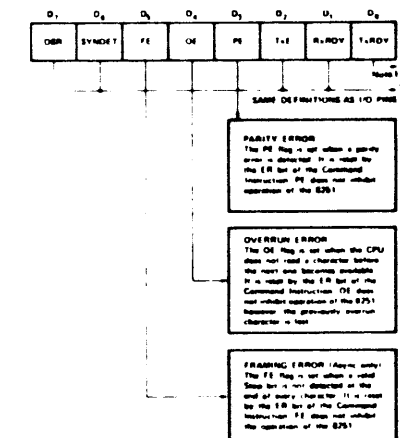 D7 D6 D5 D4 D3 D2 D1 D0
SYNDET FE OE PE TxE RxRDY TxRDY
Note 1
SAME DEFINITIONS AS I/O PINS
PARITY ERROR
The PE flag is set when a parity
error is detected. It is reset by
the ER bit of the Command
Instruction. PE does not inhibit
operation of the 8251.
OVERRUN ERROR
The OE flag is set when the CPU
does not read a character before
the next one becomes available.
It is reset by the ER bit of the
Command Instruction. OE does
not inhibit operation of the 8251
however, the previously overrun
character is lost.
FRAMING ERROR (Async only)
The FE flag is set when a valid
Stop bit is not detected at the
end of every character. It is reset
by the ER bit of the Command
Instruction. FE does not inhibit
the operation of the 8251.